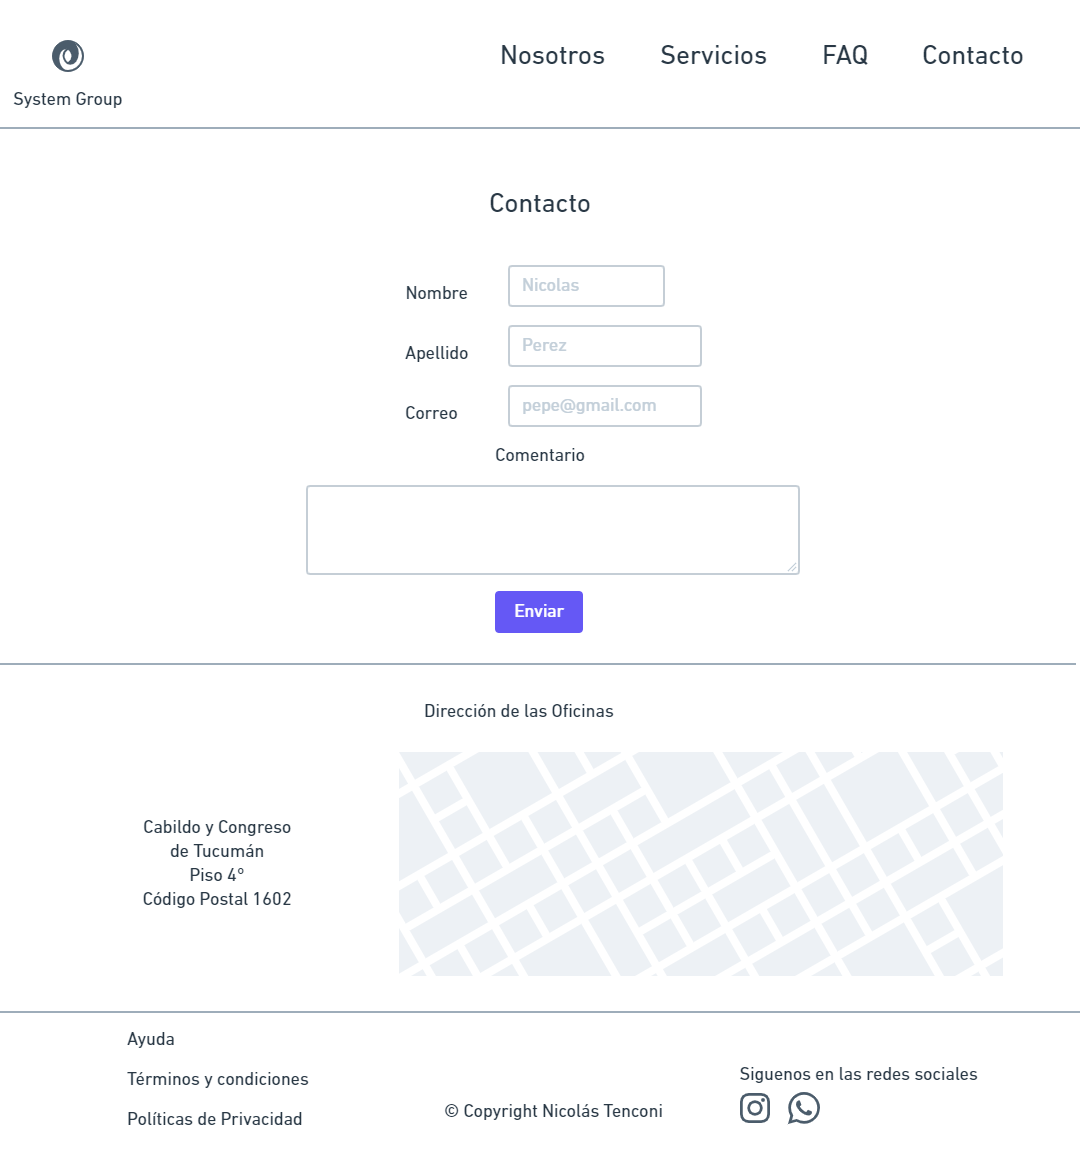 System Group
Nosotros
Servicios
FAQ
Contacto
Contacto
Nombre
Nicolas
Apellido
Perez
Correo
pepe@gmail.com
Comentario
Enviar
Dirección de las Oficinas
Cabildo y Congreso
de Tucumán
Piso 4°
Código Postal 1602
Ayuda
Términos y condiciones
Políticas de Privacidad
© Copyright Nicolás Tenconi
Siguenos en las redes sociales